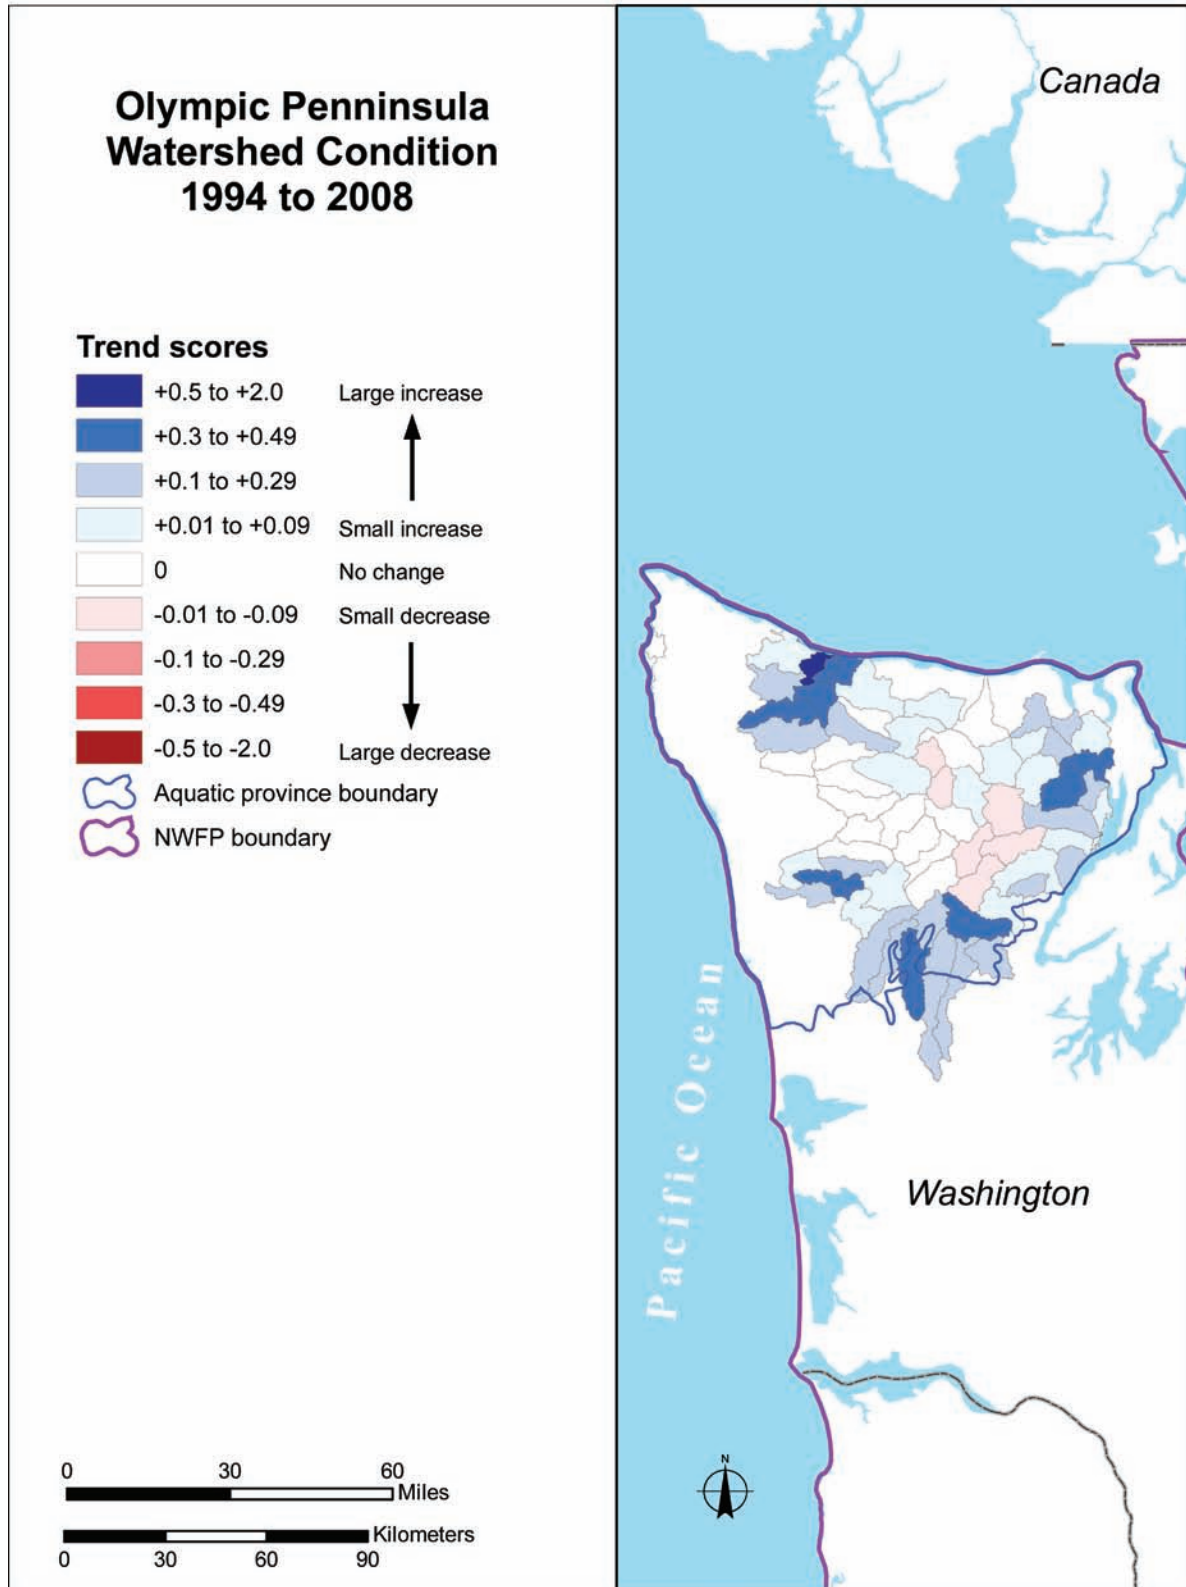 Olympic Penninsula
Watershed Condition
1994 to 2008
Trend scores
+0.5 to +2.0 Large increase
+0.3 to +0.49
+0.1 to +0.29
+0.01 to +0.09 Small increase
0 No change
-0.01 to -0.09 Small decrease
-0.1 to -0.29
-0.3 to -0.49
-0.5 to -2.0 Large decrease
Aquatic province boundary
NWFP boundary
0 30 60
Miles
Kilometers
0 30 60 90
Canada
Pacific Ocean
Washington
N